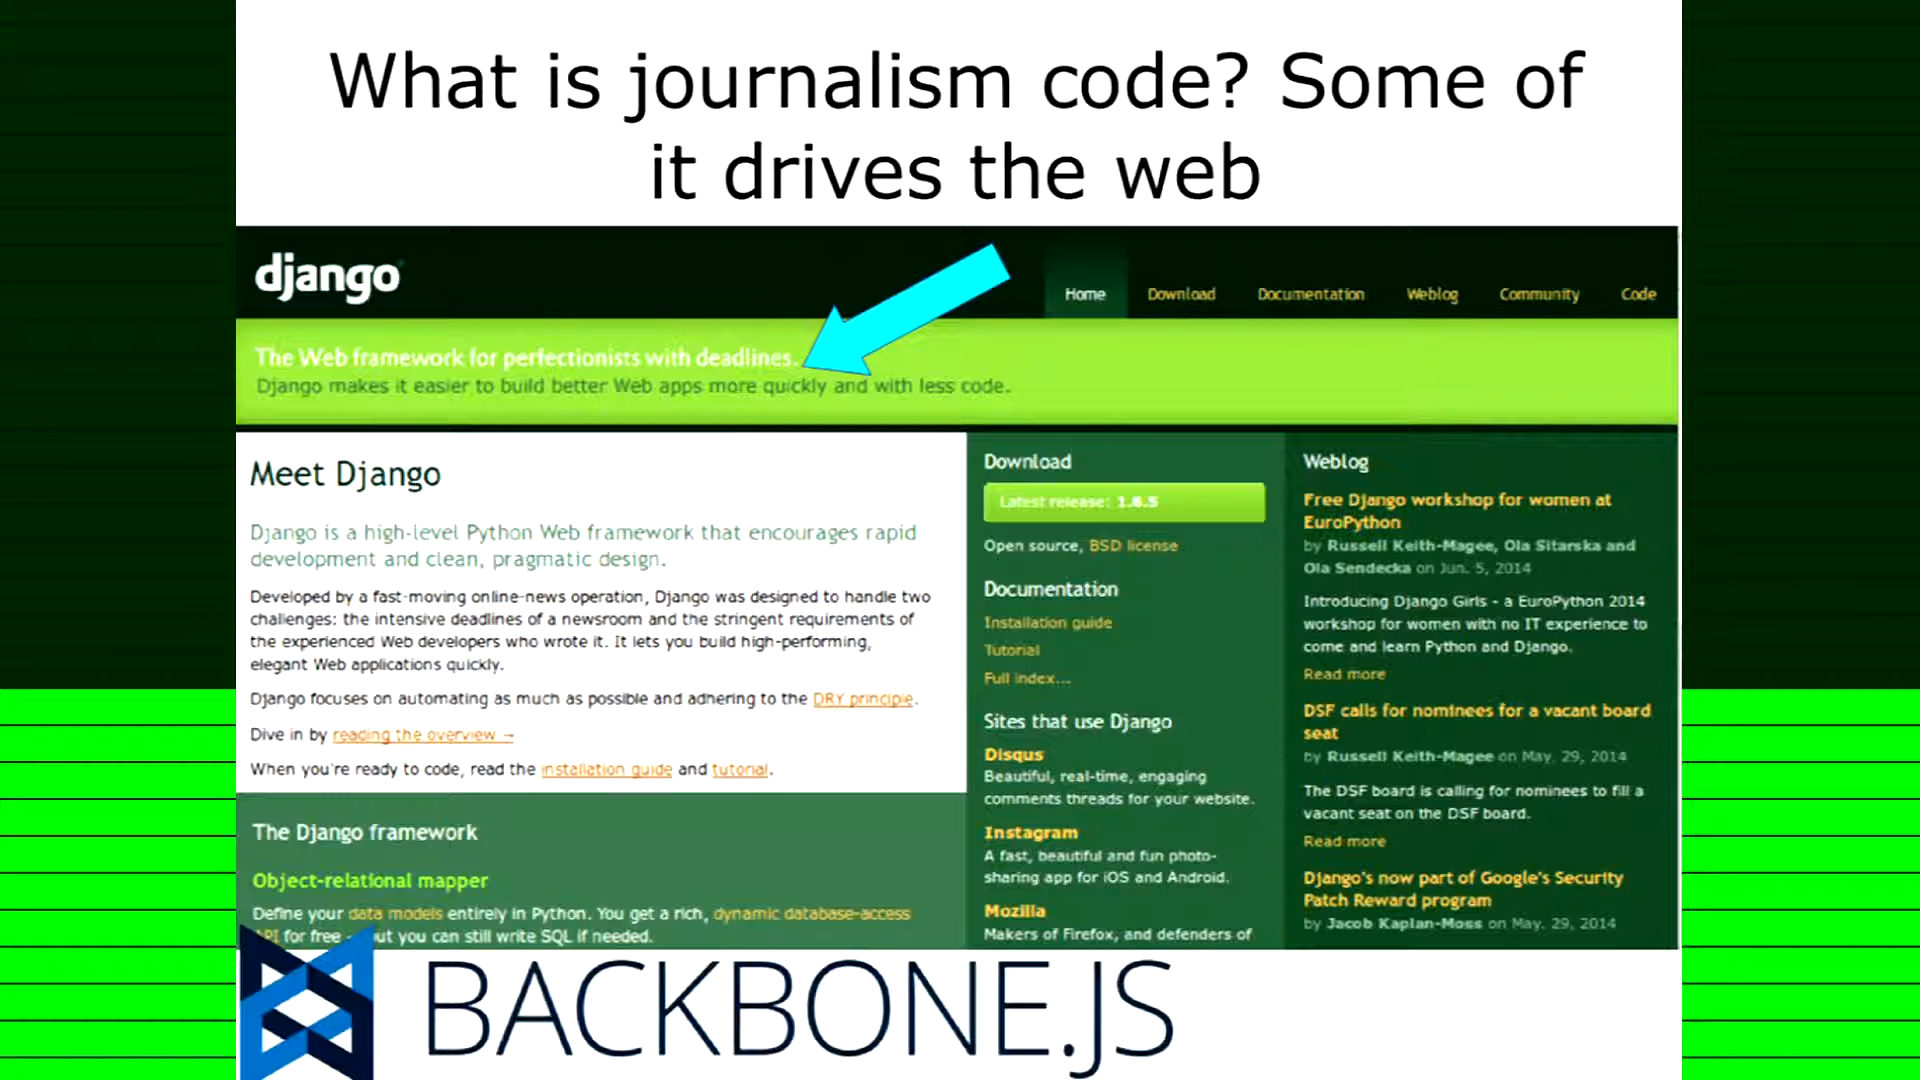 What is journalism code? Some of
it drives the web
django
Home Download Documentation Weblog Community Code
The Web framework for perfectionists with deadlines.
Django makes it easier to build better Web apps more quickly and with less code.
Meet Django
Django is a high-level Python Web framework that encourages rapid
development and clean, pragmatic design.
Developed by a fast-moving online-news operation, Django was designed to handle two
challenges: the intensive deadlines of a newsroom and the stringent requirements of
the experienced Web developers who wrote it. It lets you build high-performing,
elegant Web applications quickly.
Django focuses on automating as much as possible and adhering to the DRY principle.
Dive in by reading the overview →
When you're ready to code, read the installation guide and tutorial.
The Django framework
Object-relational mapper
Define your data models entirely in Python. You get a rich, dynamic database-access
API for free - but you can still write SQL if needed.
Download
Latest release: 1.6.5
Open source, BSD license
Documentation
Installation guide
Tutorial
Full index...
Sites that use Django
Disqus
Beautiful, real-time, engaging
comments threads for your website.
Instagram
A fast, beautiful and fun photo-
sharing app for iOS and Android.
Mozilla
Makers of Firefox, and defenders of
Weblog
Free Django workshop for women at
EuroPython
by Russell Keith-Magee, Ola Sitarska and
Ola Sendecka on Jun. 5, 2014
Introducing Django Girls - a EuroPython 2014
workshop for women with no IT experience to
come and learn Python and Django.
Read more
DSF calls for nominees for a vacant board
seat
by Russell Keith-Magee on May. 29, 2014
The DSF board is calling for nominees to fill a
vacant seat on the DSF board.
Read more
Django's now part of Google's Security
Patch Reward program
by Jacob Kaplan-Moss on May. 29, 2014
BACKBONE.JS